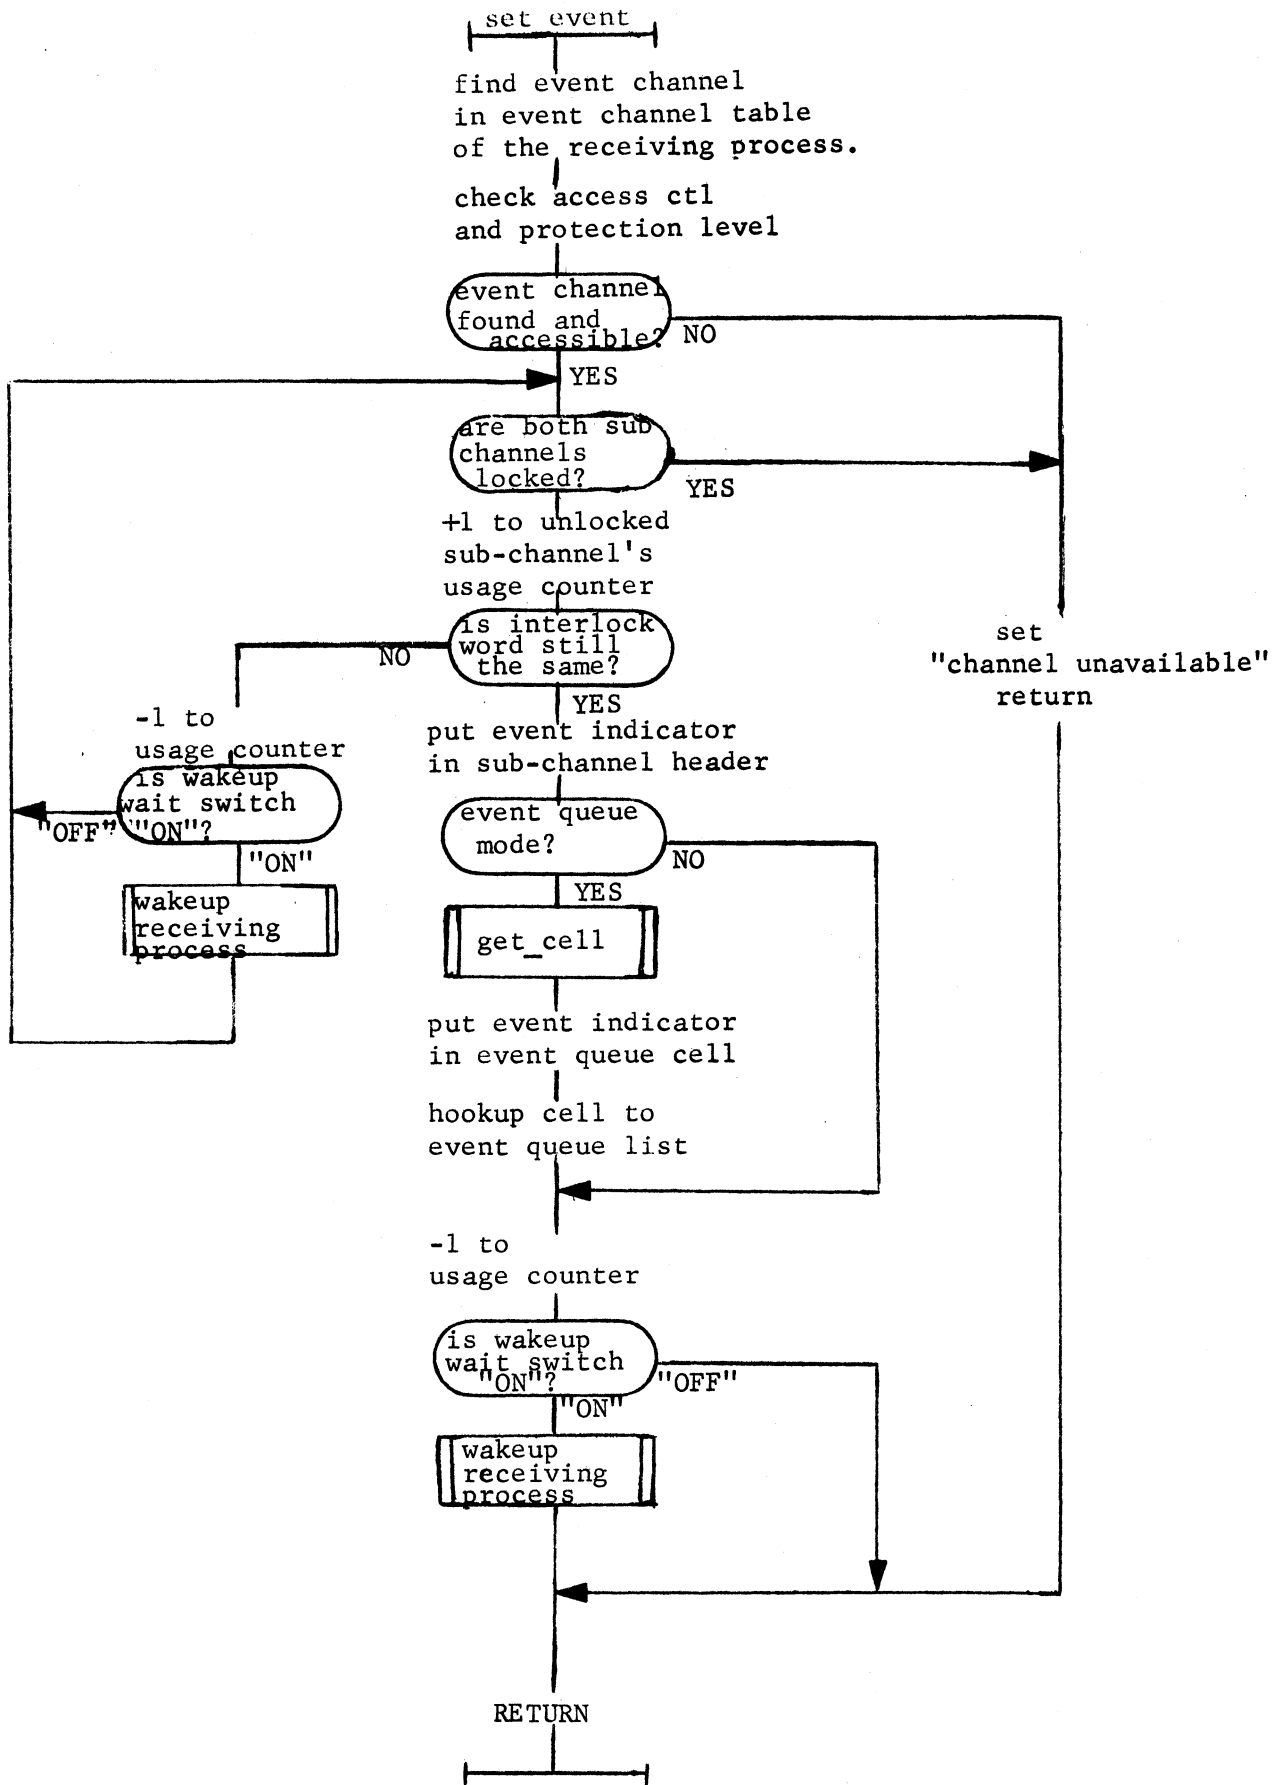 set event
find event channel
in event channel table
of the receiving process.
check access ctl
and protection level
event channel
found and
accessible?
NO
YES
are both sub
channels
locked?
YES
+1 to unlocked
sub-channel's
usage counter
is interlock
word still
the same?
NO
YES
set
"channel unavailable"
return
-1 to
usage counter
is wakeup
wait switch
"ON"?
"OFF"
"ON"
wakeup
receiving
process
put event indicator
in sub-channel header
event queue
mode?
NO
YES
get_cell
put event indicator
in event queue cell
hookup cell to
event queue list
-1 to
usage counter
is wakeup
wait switch
"ON"?
"OFF"
"ON"
wakeup
receiving
process
RETURN